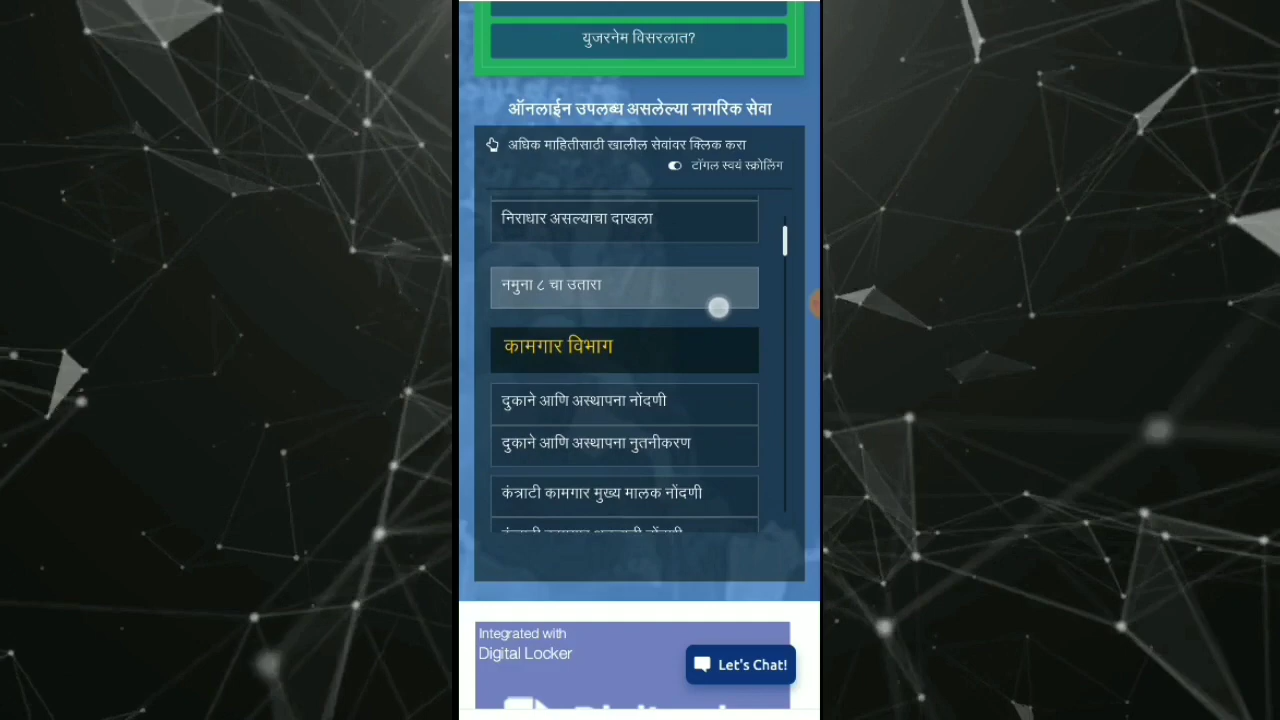 युजरनेम विसरलात?
ऑनलाईन उपलब्ध असलेल्या नागरिक सेवा
अधिक माहितीसाठी खालील सेवांवर क्लिक करा
टॉगल स्वयं स्क्रोलिंग
निराधार असल्याचा दाखला
नमुना ८ चा उतारा
कामगार विभाग
दुकाने आणि अस्थापना नोंदणी
दुकाने आणि अस्थापना नुतनीकरण
कंत्राटी कामगार मुख्य मालक नोंदणी
Integrated with
Digital Locker
Let's Chat!